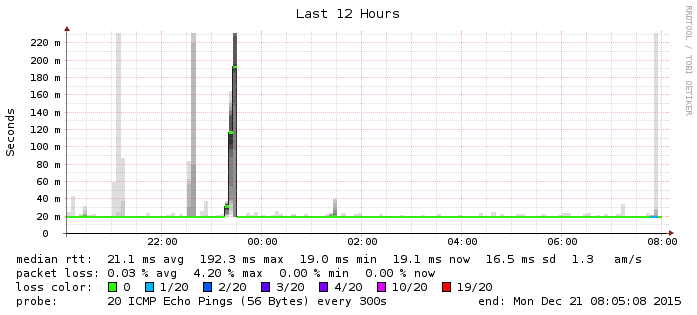 Last 12 Hours
RRDTOOL / TOBI OETIKER
Seconds
220 m
200 m
180 m
160 m
140 m
120 m
100 m
80 m
60 m
40 m
20 m
0
22:00 00:00 02:00 04:00 06:00 08:00
median rtt: 21.1 ms avg 192.3 ms max 19.0 ms min 19.1 ms now 16.5 ms sd 1.3 am/s
packet loss: 0.03 % avg 4.20 % max 0.00 % min 0.00 % now
loss color: 0 1/20 2/20 3/20 4/20 10/20 19/20
probe: 20 ICMP Echo Pings (56 Bytes) every 300s end: Mon Dec 21 08:05:08 2015